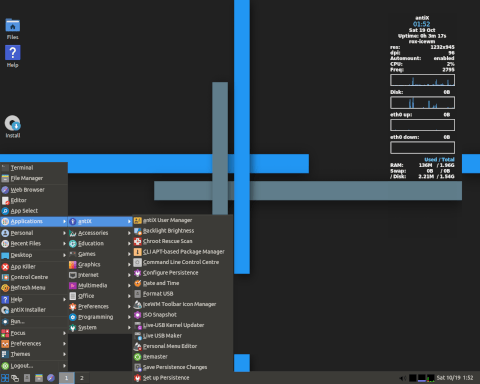 Files
Help
Install
antiX
01:52
Sat 19 Oct
Uptime: 0h 3m 17s
rox-icewm
res: 1232x945
dpi: 96
Automount: enabled
CPU: 2%
Freq: 2795
Disk: 0B
eth0 up: 0B
eth0 down: 0B
Used / Total
RAM: 136M / 1.96G
Swap: 0B / 0B
/ Disk: 2.21M / 1.54G
Terminal
File Manager
Web Browser
Editor
App Select
Applications
Personal
Recent Files
Desktop
App Killer
Control Centre
Refresh Menu
Help
antiX Installer
Run...
Focus
Preferences
Themes
Logout...
antiX
Accessories
Education
Games
Graphics
Internet
Multimedia
Office
Preferences
Programming
System
antiX User Manager
Backlight Brightness
Chroot Rescue Scan
CLI APT-based Package Manager
Command Line Control Centre
Configure Persistence
Date and Time
Format USB
IceWM Toolbar Icon Manager
ISO Snapshot
Live-USB Kernel Updater
Live USB Maker
Personal Menu Editor
Remaster
Save Persistence Changes
Set up Persistence
1 2
Sat 10/19 1:52